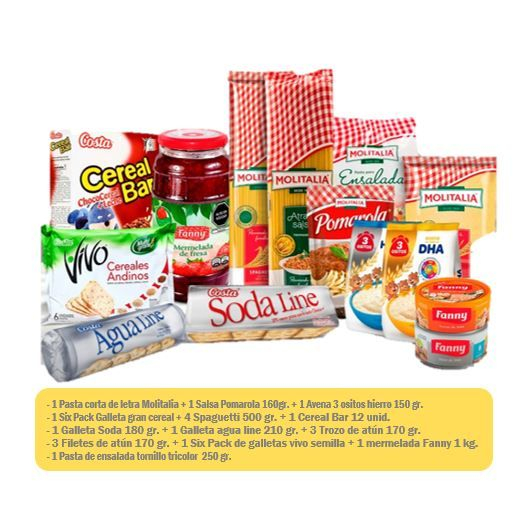 Costa
Cereal
Bar
ChocoCereal
& Leche
Costa
VIVO
Multi
Cereales
Andinos
6
Fanny
Mermelada
de fresa
MOLITALIA
MOLITALIA
SPAGHETTI
MOLITALIA
Ensalada
Pomarola
MOLITALIA
3
OSITOS
3
OSITOS
DHA
Fanny
Fanny
Costa
Agua Line
Costa
Soda Line
- 1 Pasta corta de letra Molitalia + 1 Salsa Pomarola 160gr. + 1 Avena 3 ositos hierro 150 gr.
- 1 Six Pack Galleta gran cereal + 4 Spaguetti 500 gr. + 1 Cereal Bar 12 unid.
- 1 Galleta Soda 180 gr. + 1 Galleta agua line 210 gr. + 3 Trozo de atún 170 gr.
- 3 Filetes de atún 170 gr. + 1 Six Pack de galletas vivo semilla + 1 mermelada Fanny 1 kg.
- 1 Pasta de ensalada tornillo tricolor 250 gr.